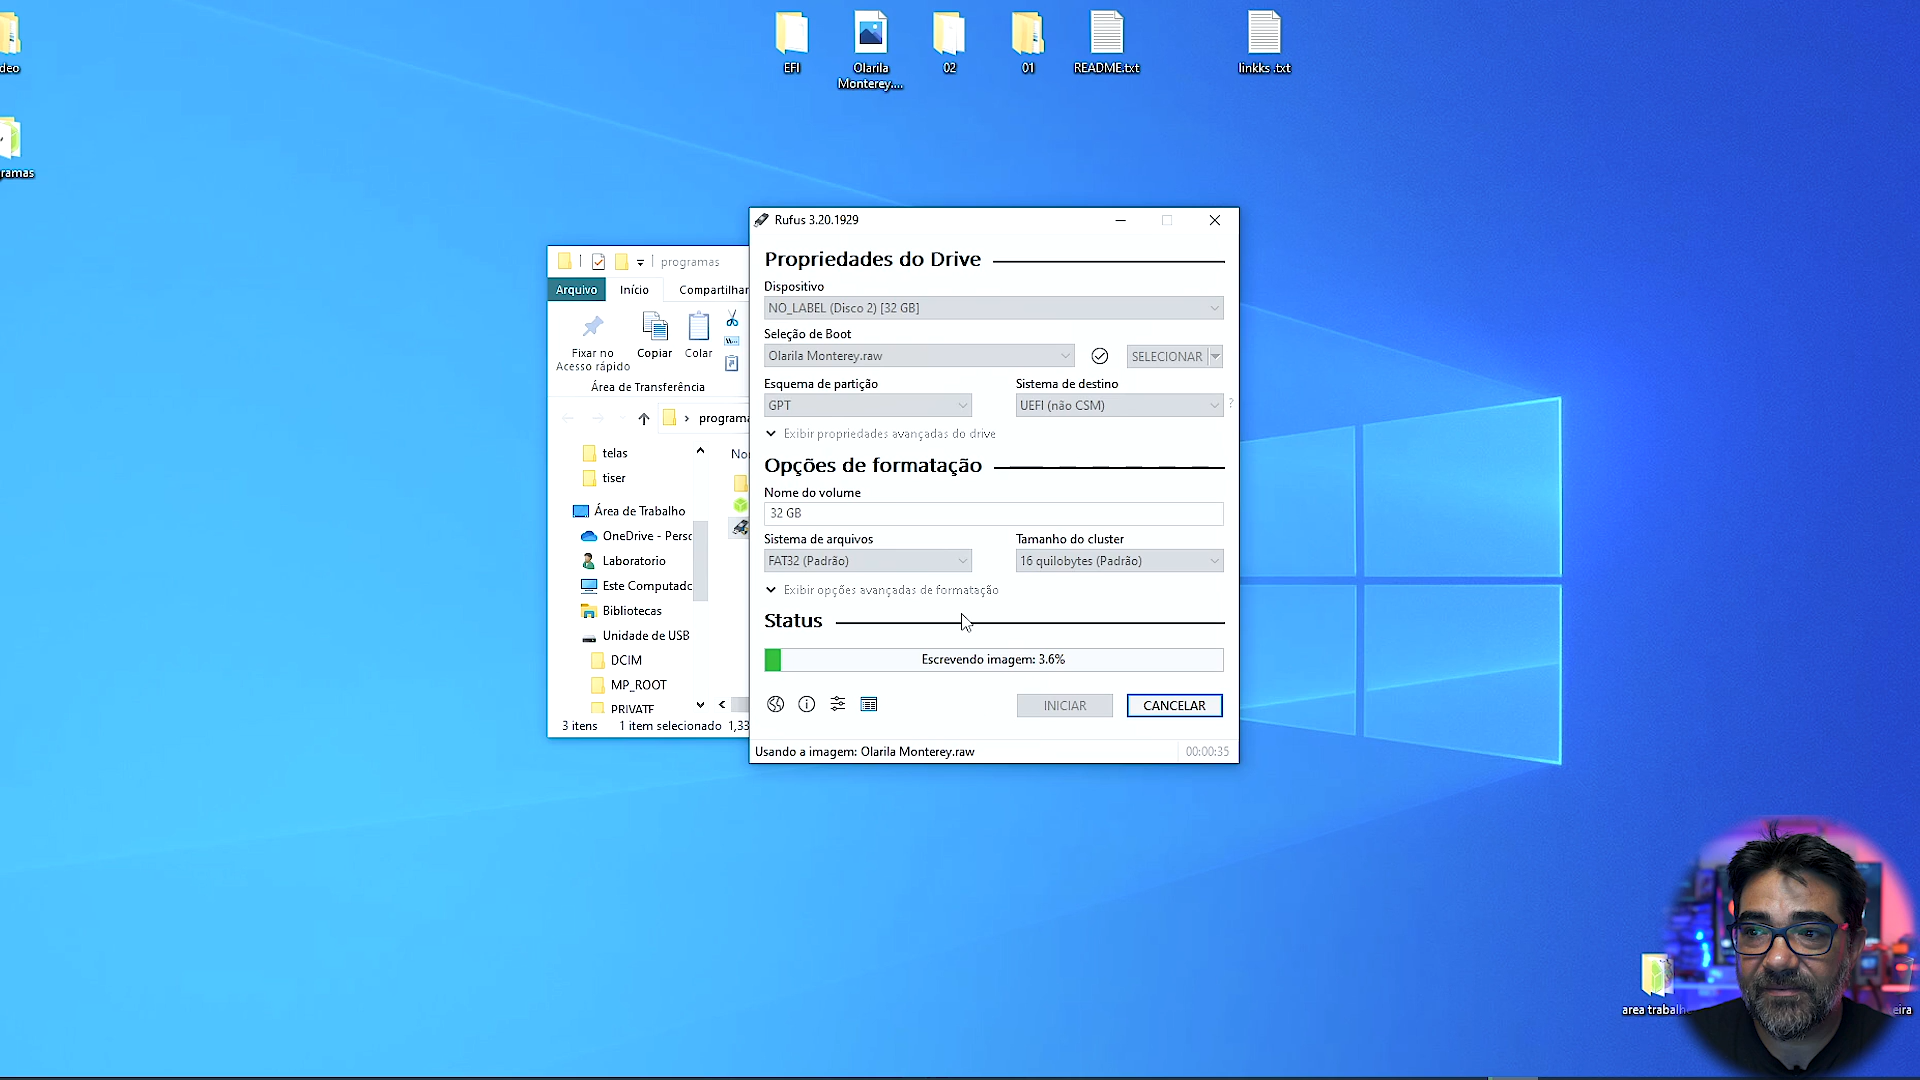 deo
ramas
EFI
Olarila
Monterey....
02
01
README.txt
linkks .txt
programas
Arquivo
Início
Compartilhar
Fixar no
Acesso rápido
Copiar
Colar
Área de Transferência
programa
telas
tiser
Área de Trabalho
OneDrive - Perso
Laboratorio
Este Computado
Bibliotecas
Unidade de USB
DCIM
MP_ROOT
PRIVATE
No
3 itens
1 item selecionado 1,33
Rufus 3.20.1929
Propriedades do Drive
Dispositivo
NO_LABEL (Disco 2) [32 GB]
Seleção de Boot
Olarila Monterey.raw
SELECIONAR
Esquema de partição
Sistema de destino
GPT
UEFI (não CSM)
?
Exibir propriedades avançadas do drive
Opções de formatação
Nome do volume
32 GB
Sistema de arquivos
Tamanho do cluster
FAT32 (Padrão)
16 quilobytes (Padrão)
Exibir opções avançadas de formatação
Status
Escrevendo imagem: 3.6%
INICIAR
CANCELAR
Usando a imagem: Olarila Monterey.raw
00:00:35
area trabalh
eira